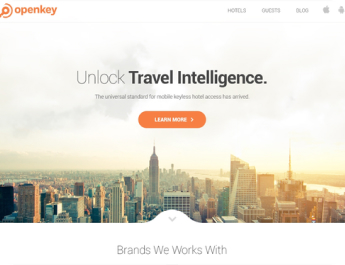 openkey
HOTELS GUESTS BLOG
Unlock Travel Intelligence.
The universal standard for mobile keyless hotel access has arrived.
LEARN MORE
Brands We Works With